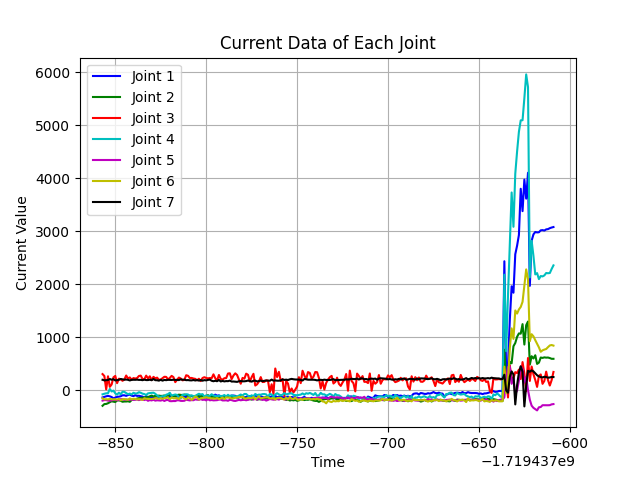 Current Data of Each Joint
6000
5000
4000
3000
2000
1000
0
Current Value
Joint 1
Joint 2
Joint 3
Joint 4
Joint 5
Joint 6
Joint 7
−850
−800
−750
−700
−650
−600
Time
−1.719437e9